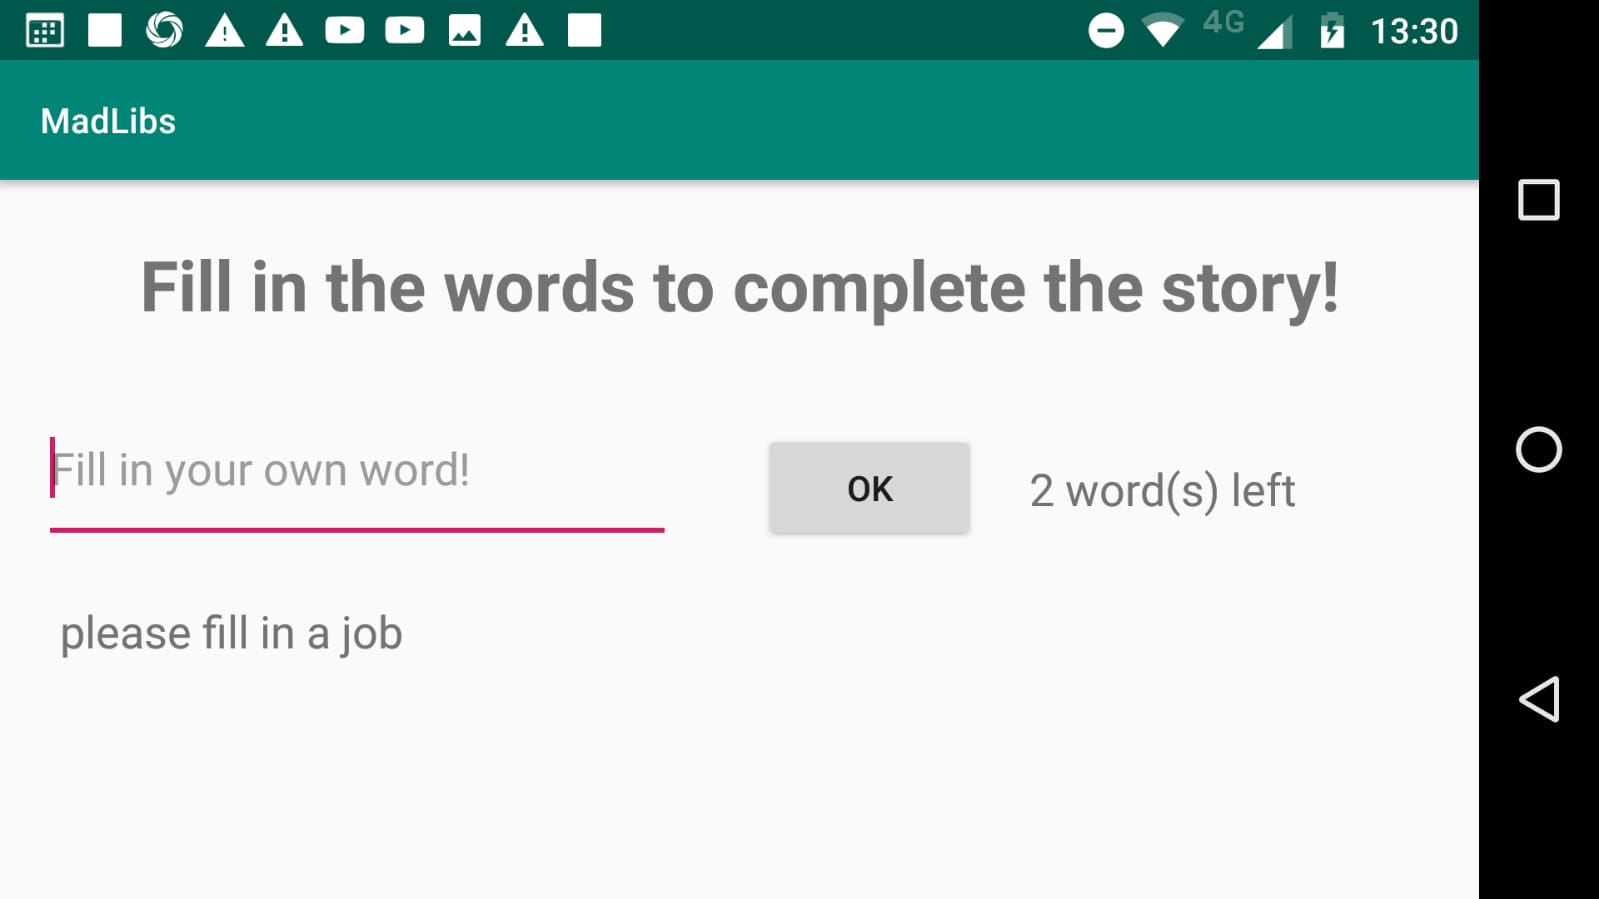 4G
13:30
MadLibs
Fill in the words to complete the story!
Fill in your own word!
OK
2 word(s) left
please fill in a job